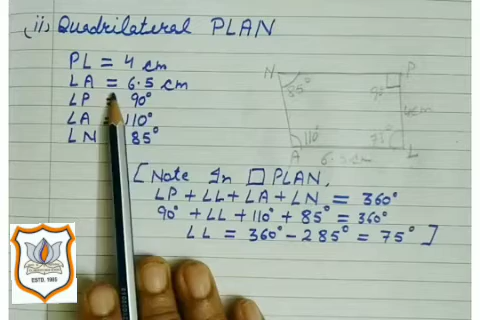 (ii) Quadrilateral PLAN
PL = 4 cm
LA = 6.5 cm
∠P = 90°
∠A = 110°
∠N = 85°
N P
85° 90°
4cm
110° 75°
A 6.5cm L
[Note In □ PLAN,
∠P + ∠L + ∠A + ∠N = 360°
90° + ∠L + 110° + 85° = 360°
∠L = 360° - 285° = 75° ]
ESTD. 1985